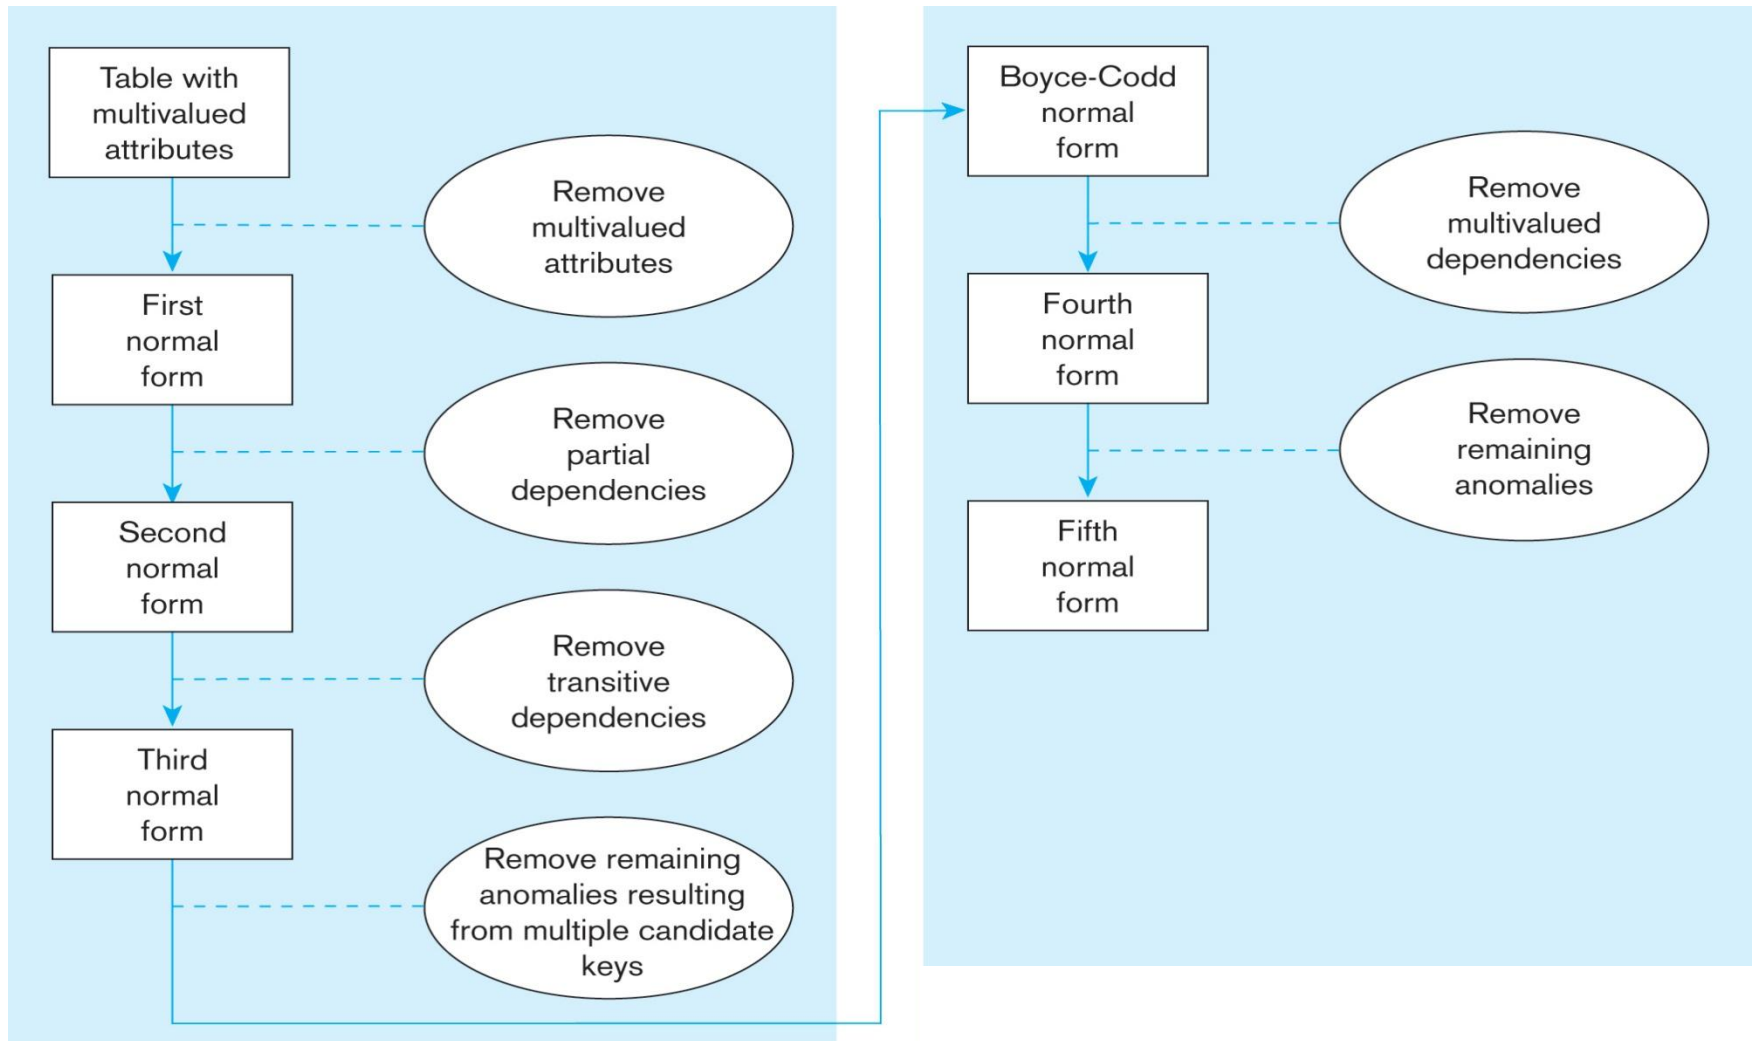 Table with
multivalued
attributes
Remove
multivalued
attributes
First
normal
form
Remove
partial
dependencies
Second
normal
form
Remove
transitive
dependencies
Third
normal
form
Remove remaining
anomalies resulting
from multiple candidate
keys
Boyce-Codd
normal
form
Remove
multivalued
dependencies
Fourth
normal
form
Remove
remaining
anomalies
Fifth
normal
form